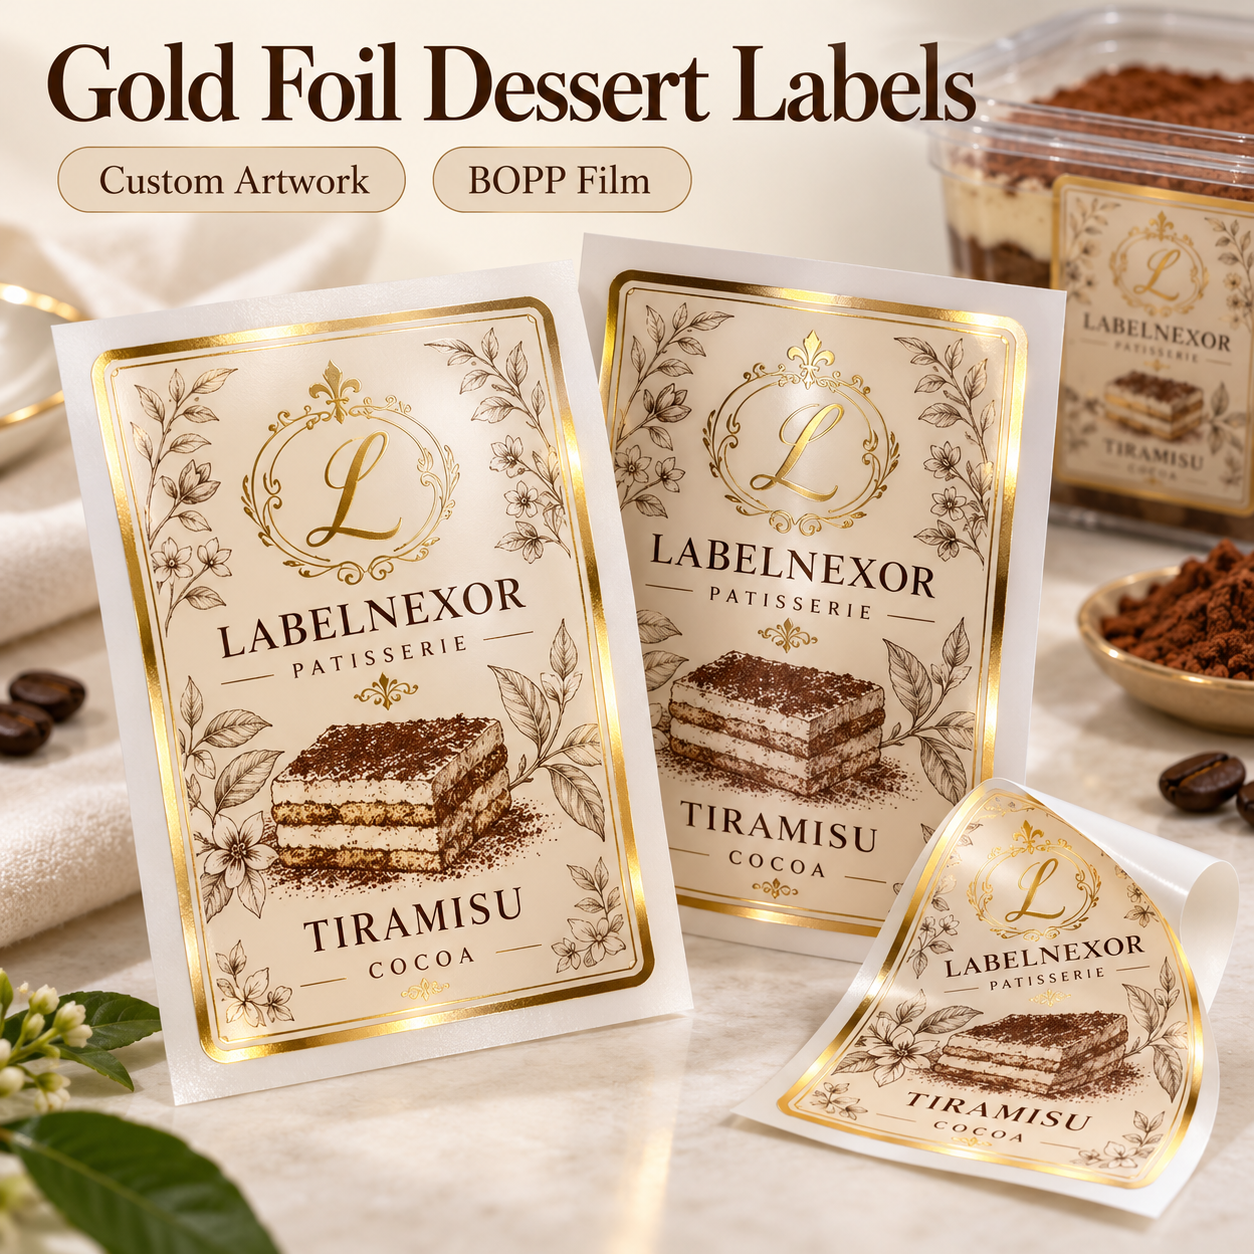 Gold Foil Dessert Labels
Custom Artwork
BOPP Film
L
LABELNEXOR
PATISSERIE
TIRAMISU
COCOA
L
LABELNEXOR
PATISSERIE
TIRAMISU
COCOA
L
LABELNEXOR
PATISSERIE
TIRAMISU
COCOA
L
LABELNEXOR
PATISSERIE
TIRAMISU
COCOA